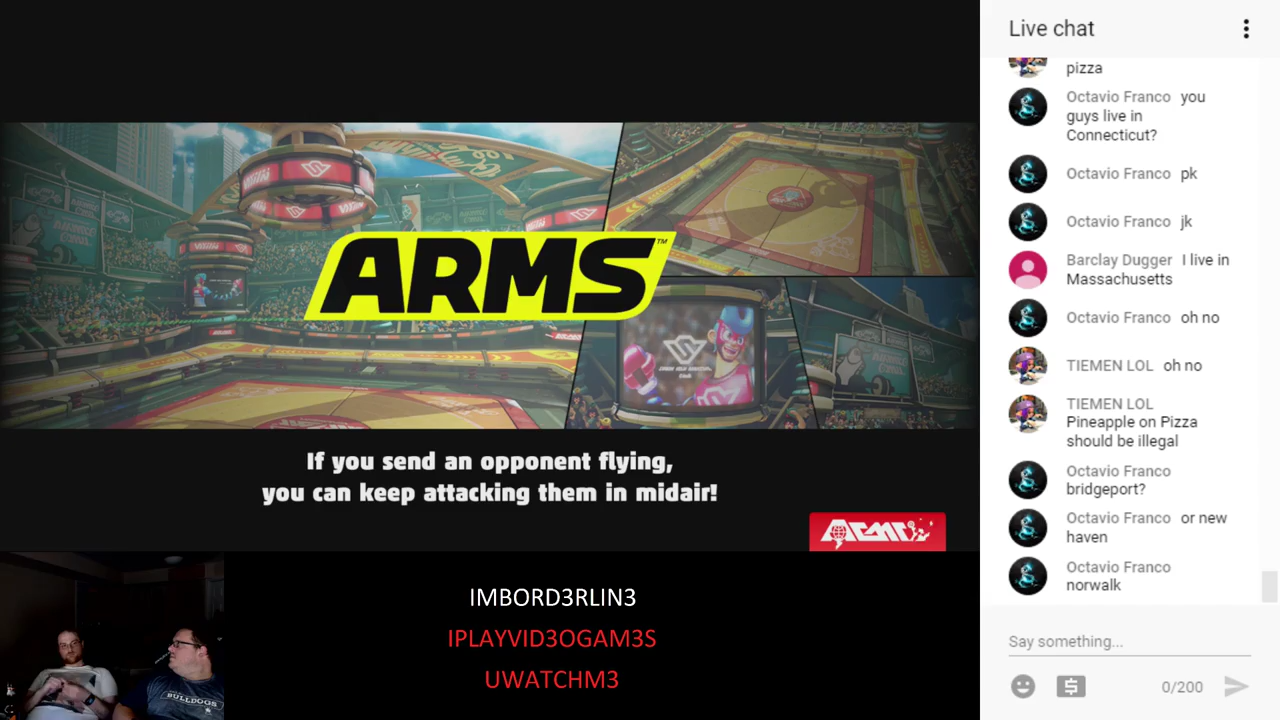 ARMS™
If you send an opponent flying,
you can keep attacking them in midair!
IMBORD3RLIN3
IPLAYVID3OGAM3S
UWATCHM3
BULLDOGS
Live chat
pizza
Octavio Franco you
guys live in
Connecticut?
Octavio Franco pk
Octavio Franco jk
Barclay Dugger I live in
Massachusetts
Octavio Franco oh no
TIEMEN LOL oh no
TIEMEN LOL
Pineapple on Pizza
should be illegal
Octavio Franco
bridgeport?
Octavio Franco or new
haven
Octavio Franco
norwalk
Say something...
0/200